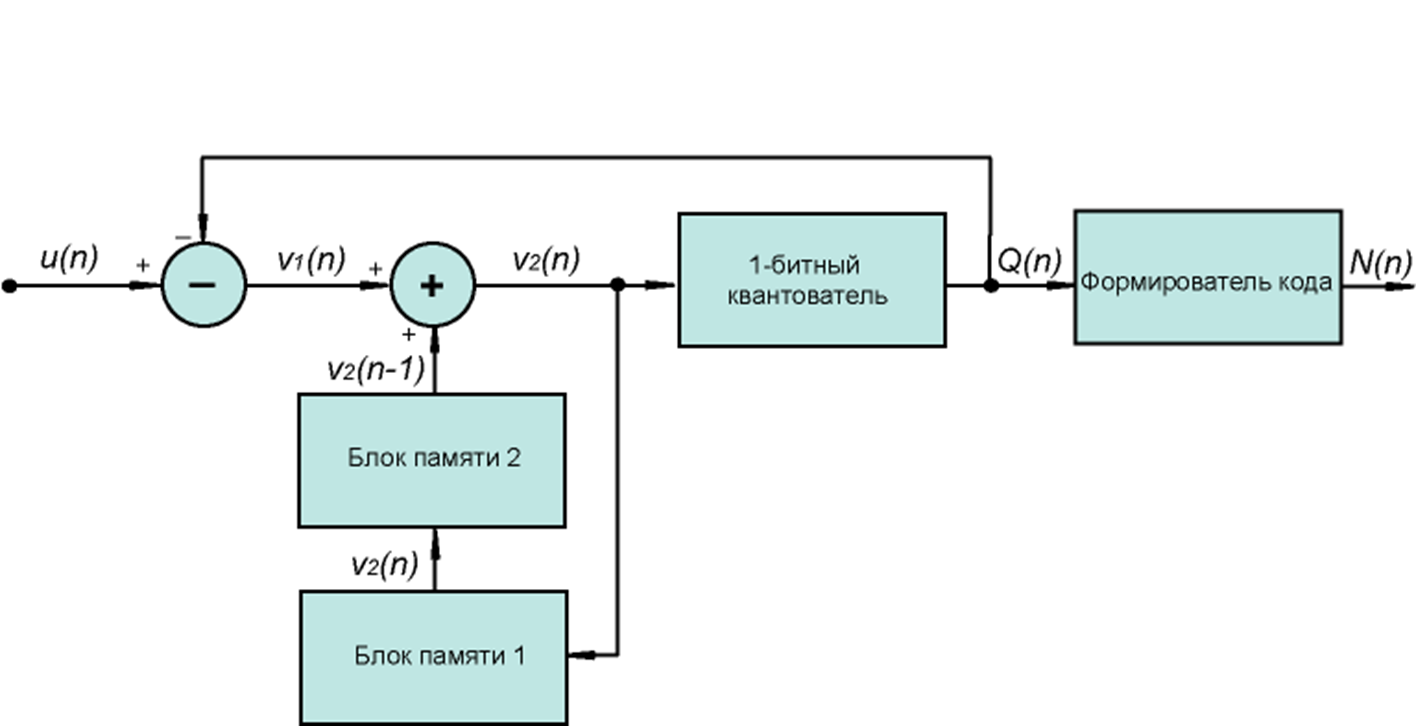 –
u(n) + – v₁(n) + + v₂(n) 1-битный
квантователь Q(n) Формирователь кода N(n)
+
v₂(n-1)
Блок памяти 2
v₂(n)
Блок памяти 1